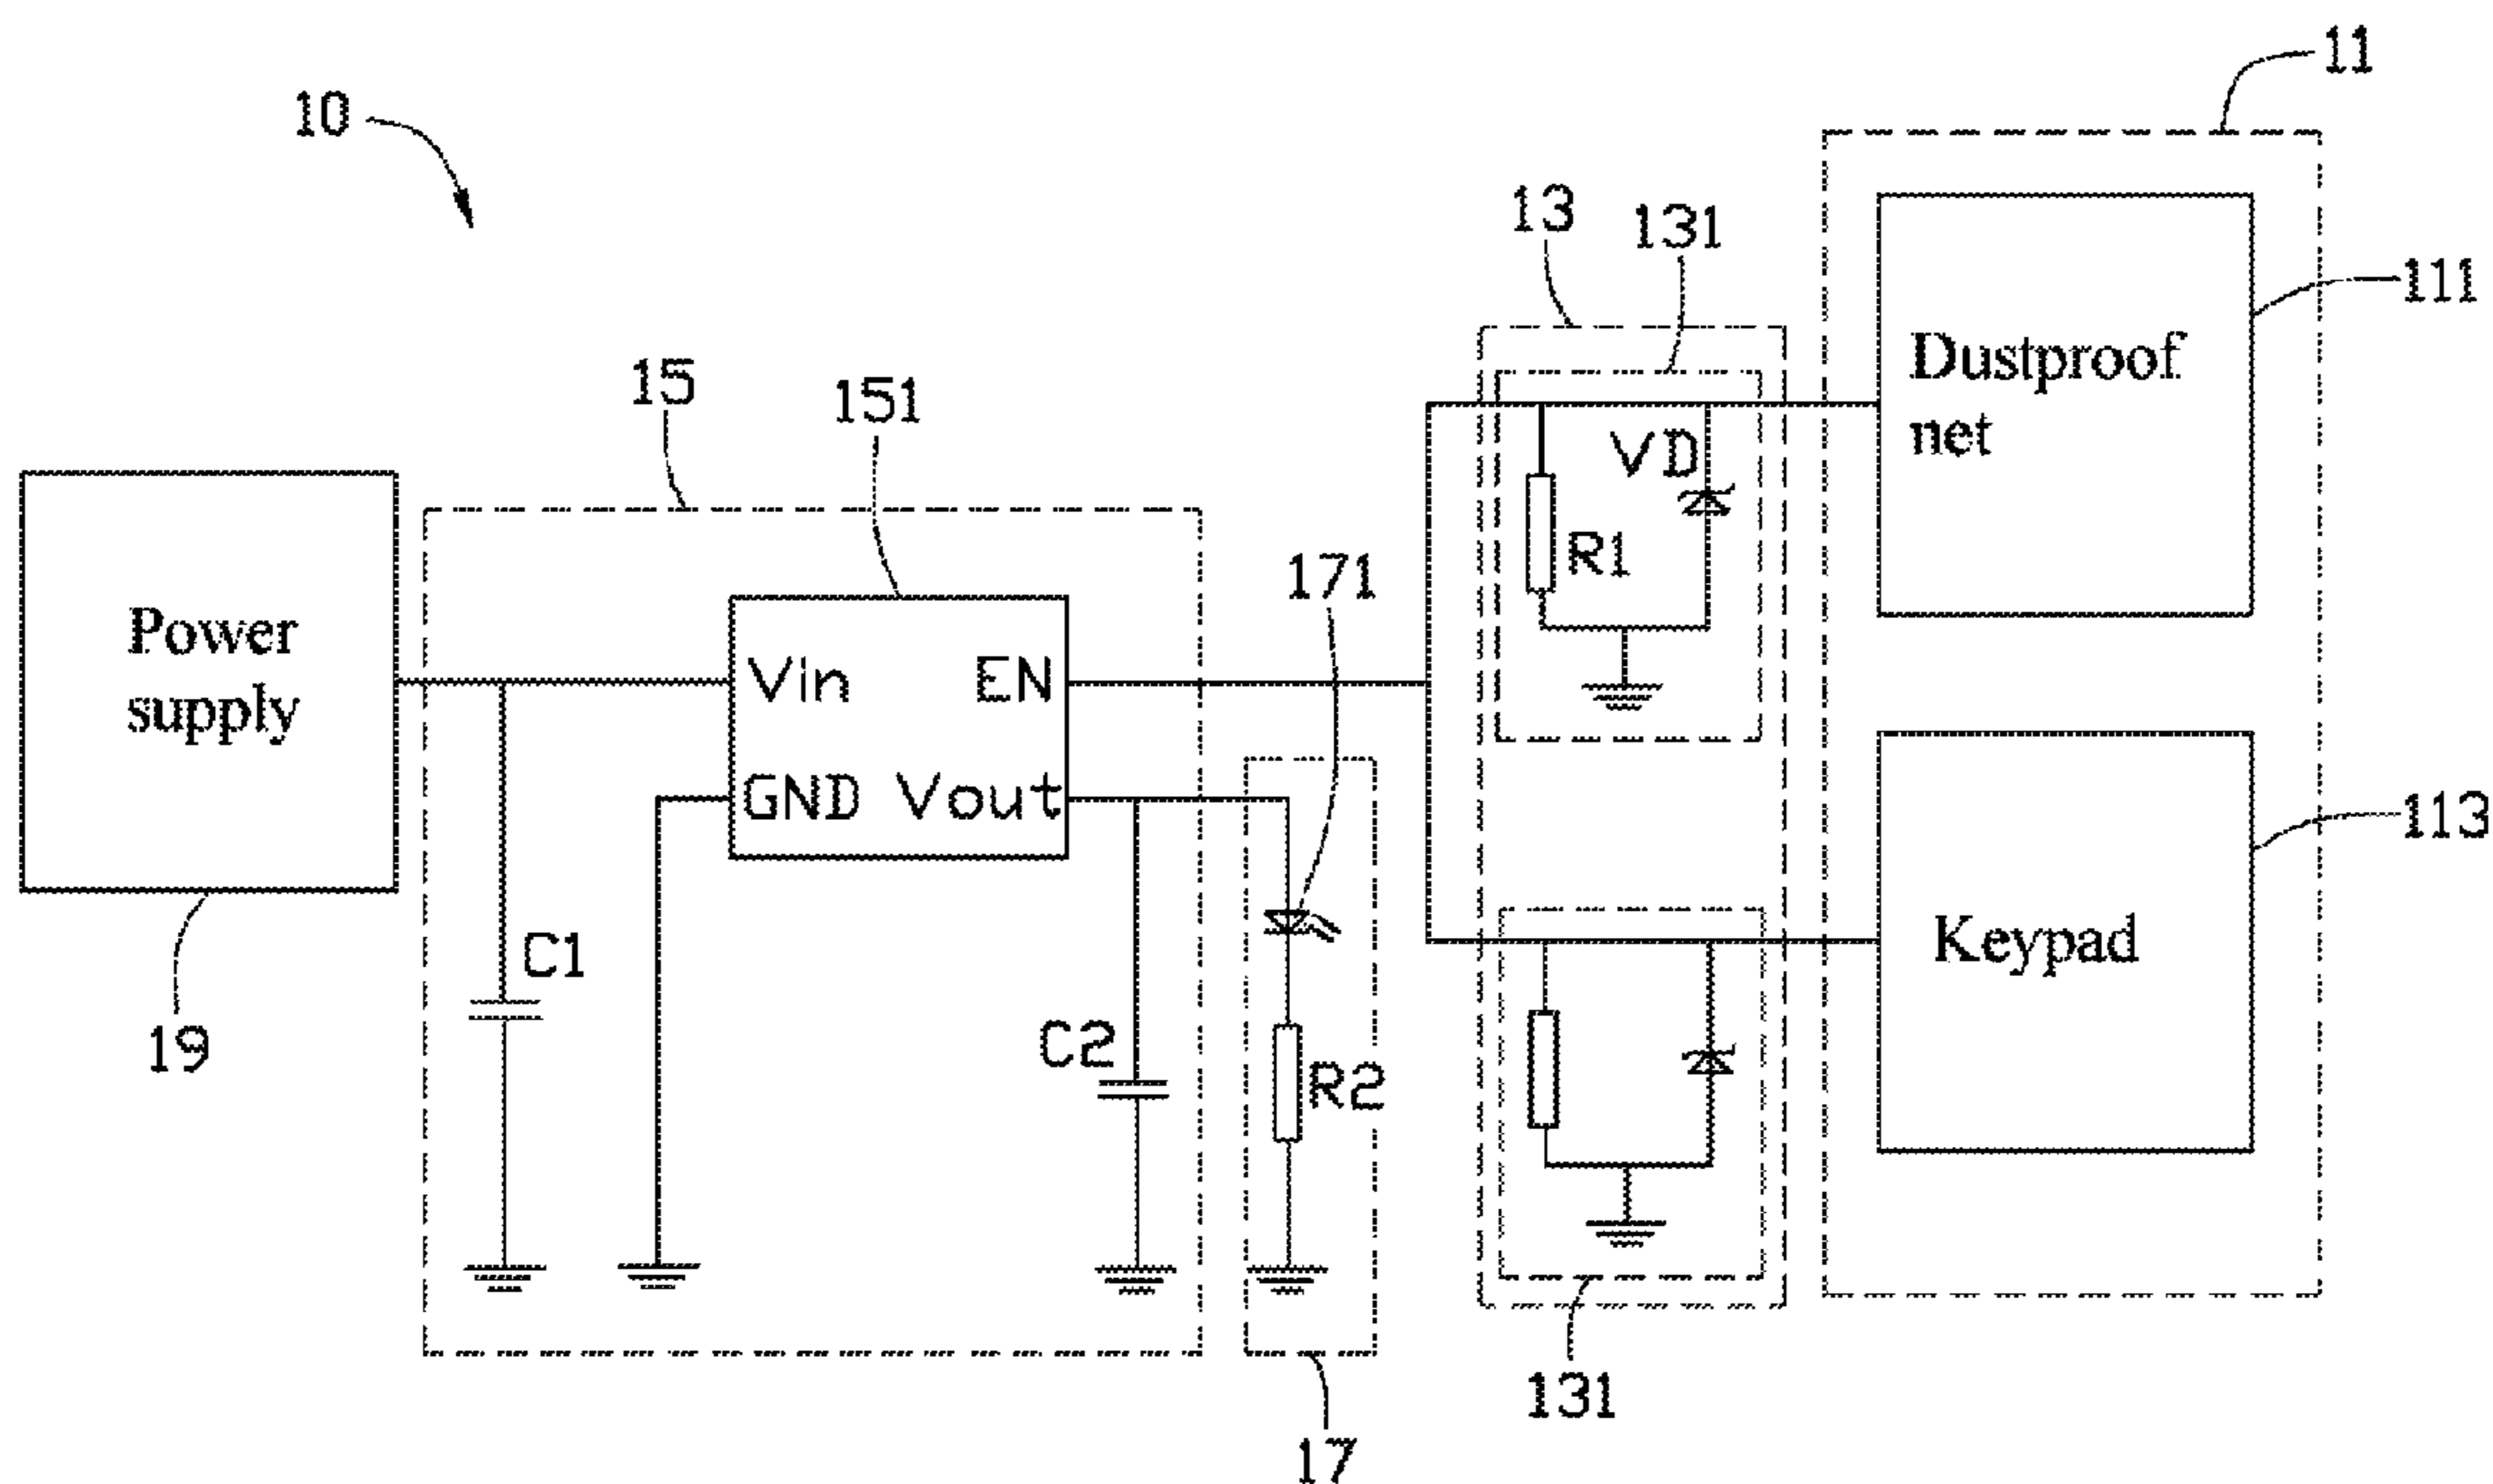 11
10
13
131
111
Dustproof
net
15
151
VD
R1
171
Power
supply
Vin
EN
GND
Vout
113
Keypad
C1
C2
R2
19
131
17